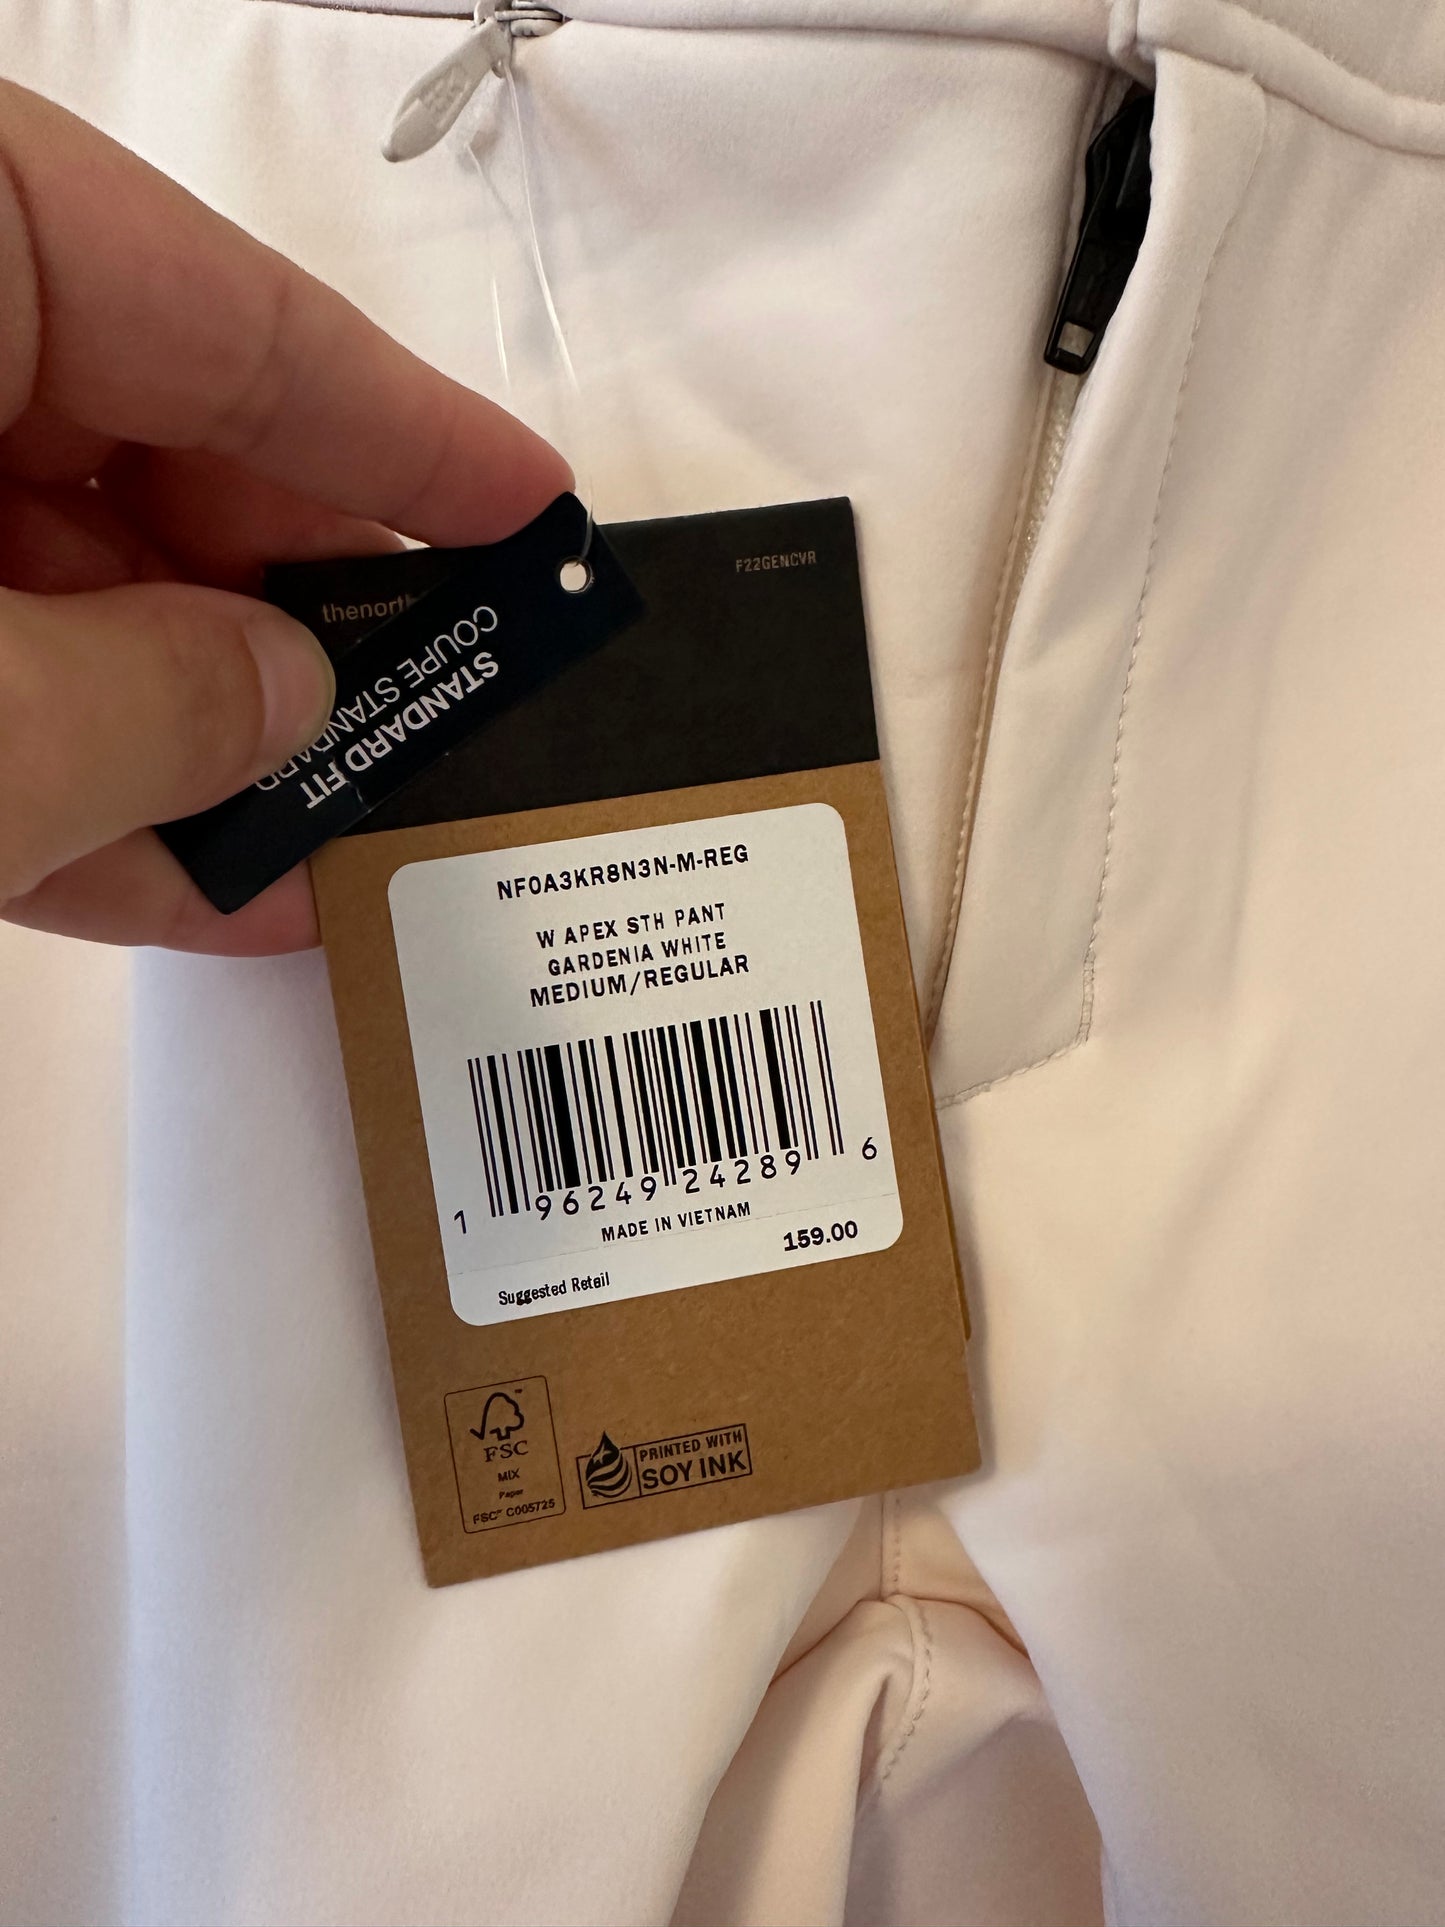 F22GENCVR
thenorth
STANDARD FIT
COUPE STANDARD
NF0A3KR8N3N-M-REG
W APEX STH PANT
GARDENIA WHITE
MEDIUM/REGULAR
1 96249 24289 6
MADE IN VIETNAM
159.00
Suggested Retail
FSC
MIX
Paper
FSC™ C005725
PRINTED WITH
SOY INK